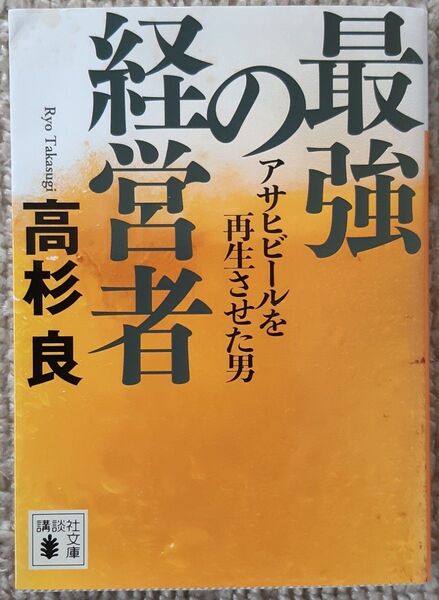 最強
の
経営者
アサヒビールを
再生させた男
Ryo Takasugi
高杉 良
講談社文庫